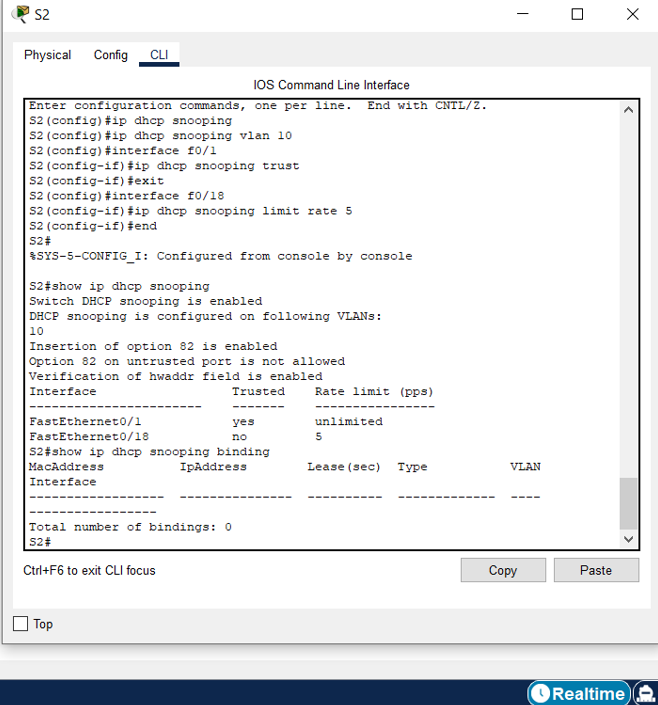 S2
Physical Config CLI
IOS Command Line Interface
Enter configuration commands, one per line.  End with CNTL/Z.
S2(config)#ip dhcp snooping
S2(config)#ip dhcp snooping vlan 10
S2(config)#interface f0/1
S2(config-if)#ip dhcp snooping trust
S2(config-if)#exit
S2(config)#interface f0/18
S2(config-if)#ip dhcp snooping limit rate 5
S2(config-if)#end
S2#
%SYS-5-CONFIG_I: Configured from console by console
S2#show ip dhcp snooping
Switch DHCP snooping is enabled
DHCP snooping is configured on following VLANs:
10
Insertion of option 82 is enabled
Option 82 on untrusted port is not allowed
Verification of hwaddr field is enabled
Interface                  Trusted    Rate limit (pps)
-----------------------    -------    ----------------
FastEthernet0/1            yes        unlimited
FastEthernet0/18           no         5
S2#show ip dhcp snooping binding
MacAddress          IpAddress        Lease(sec)  Type           VLAN
Interface
------------------  ---------------  ----------  -------------  ----
-----------------
Total number of bindings: 0
S2#
Ctrl+F6 to exit CLI focus
Copy
Paste
Top
Realtime